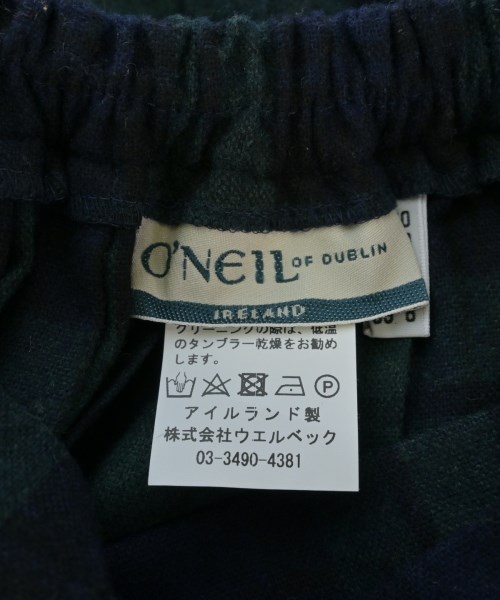 O'NEIL OF DUBLIN
IRELAND
クリーニングの際は、低温
のタンブラー乾燥をお勧め
します。
P
アイルランド製
株式会社ウエルベック
03-3490-4381